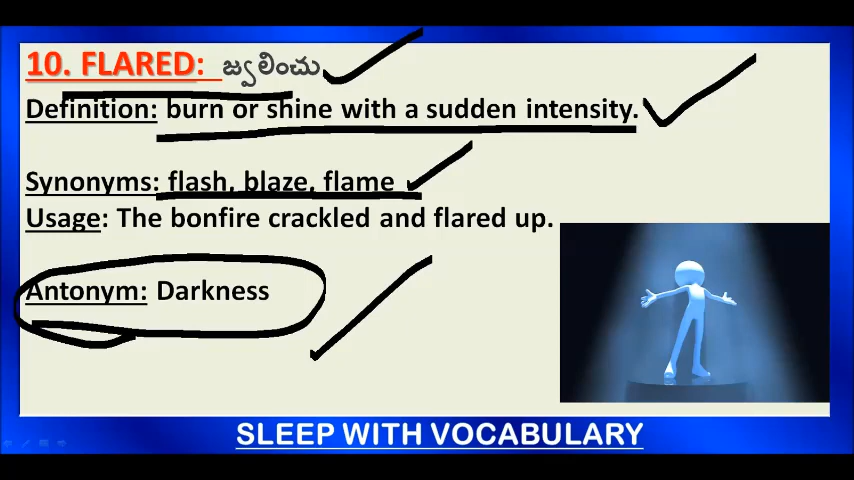 10. FLARED: జ్వలించు
Definition: burn or shine with a sudden intensity.
Synonyms: flash, blaze, flame
Usage: The bonfire crackled and flared up.
Antonym: Darkness
SLEEP WITH VOCABULARY